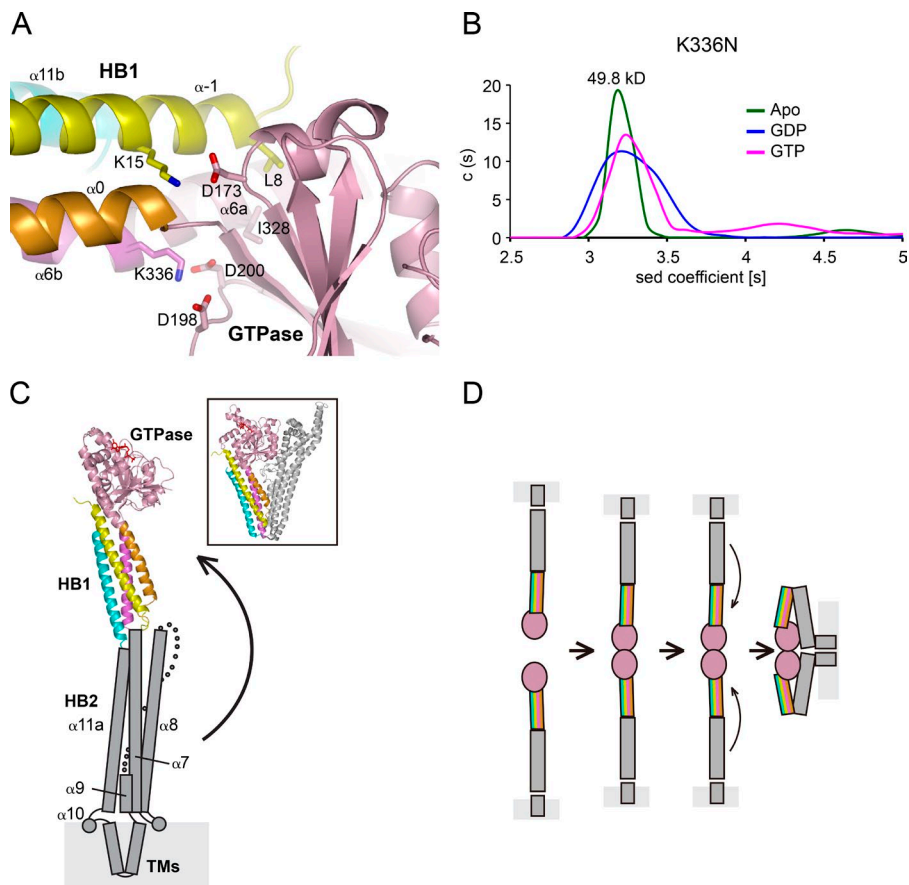 A
α11b
HB1
α-1
K15
D173
L8
α0
α6a
I328
α6b
K336
D200
D198
GTPase
B
K336N
49.8 kD
c (s)
20
15
10
5
0
Apo
GDP
GTP
2.5 3 3.5 4 4.5 5
sed coefficient [s]
C
GTPase
HB1
HB2
α11a
α8
α7
α9
α10
TMs
D